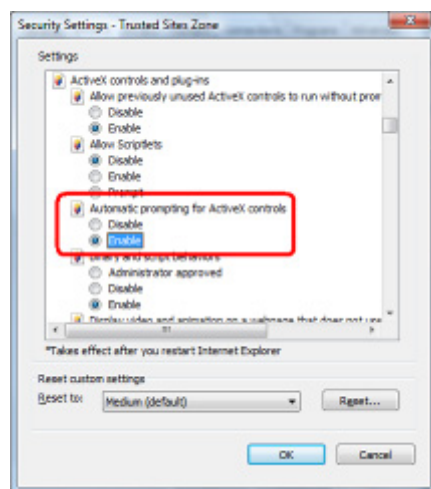 Security Settings - Trusted Sites Zone
Settings
ActiveX controls and plug-ins
Allow previously unused ActiveX controls to run without pror
Disable
Enable
Allow Scriptlets
Disable
Enable
Prompt
Automatic prompting for ActiveX controls
Disable
Enable
Binary and script behaviors
Administrator approved
Disable
Enable
Display video and animation on a webpage that does not use
*Takes effect after you restart Internet Explorer
Reset custom settings
Reset to: Medium (default) Reset...
OK Cancel